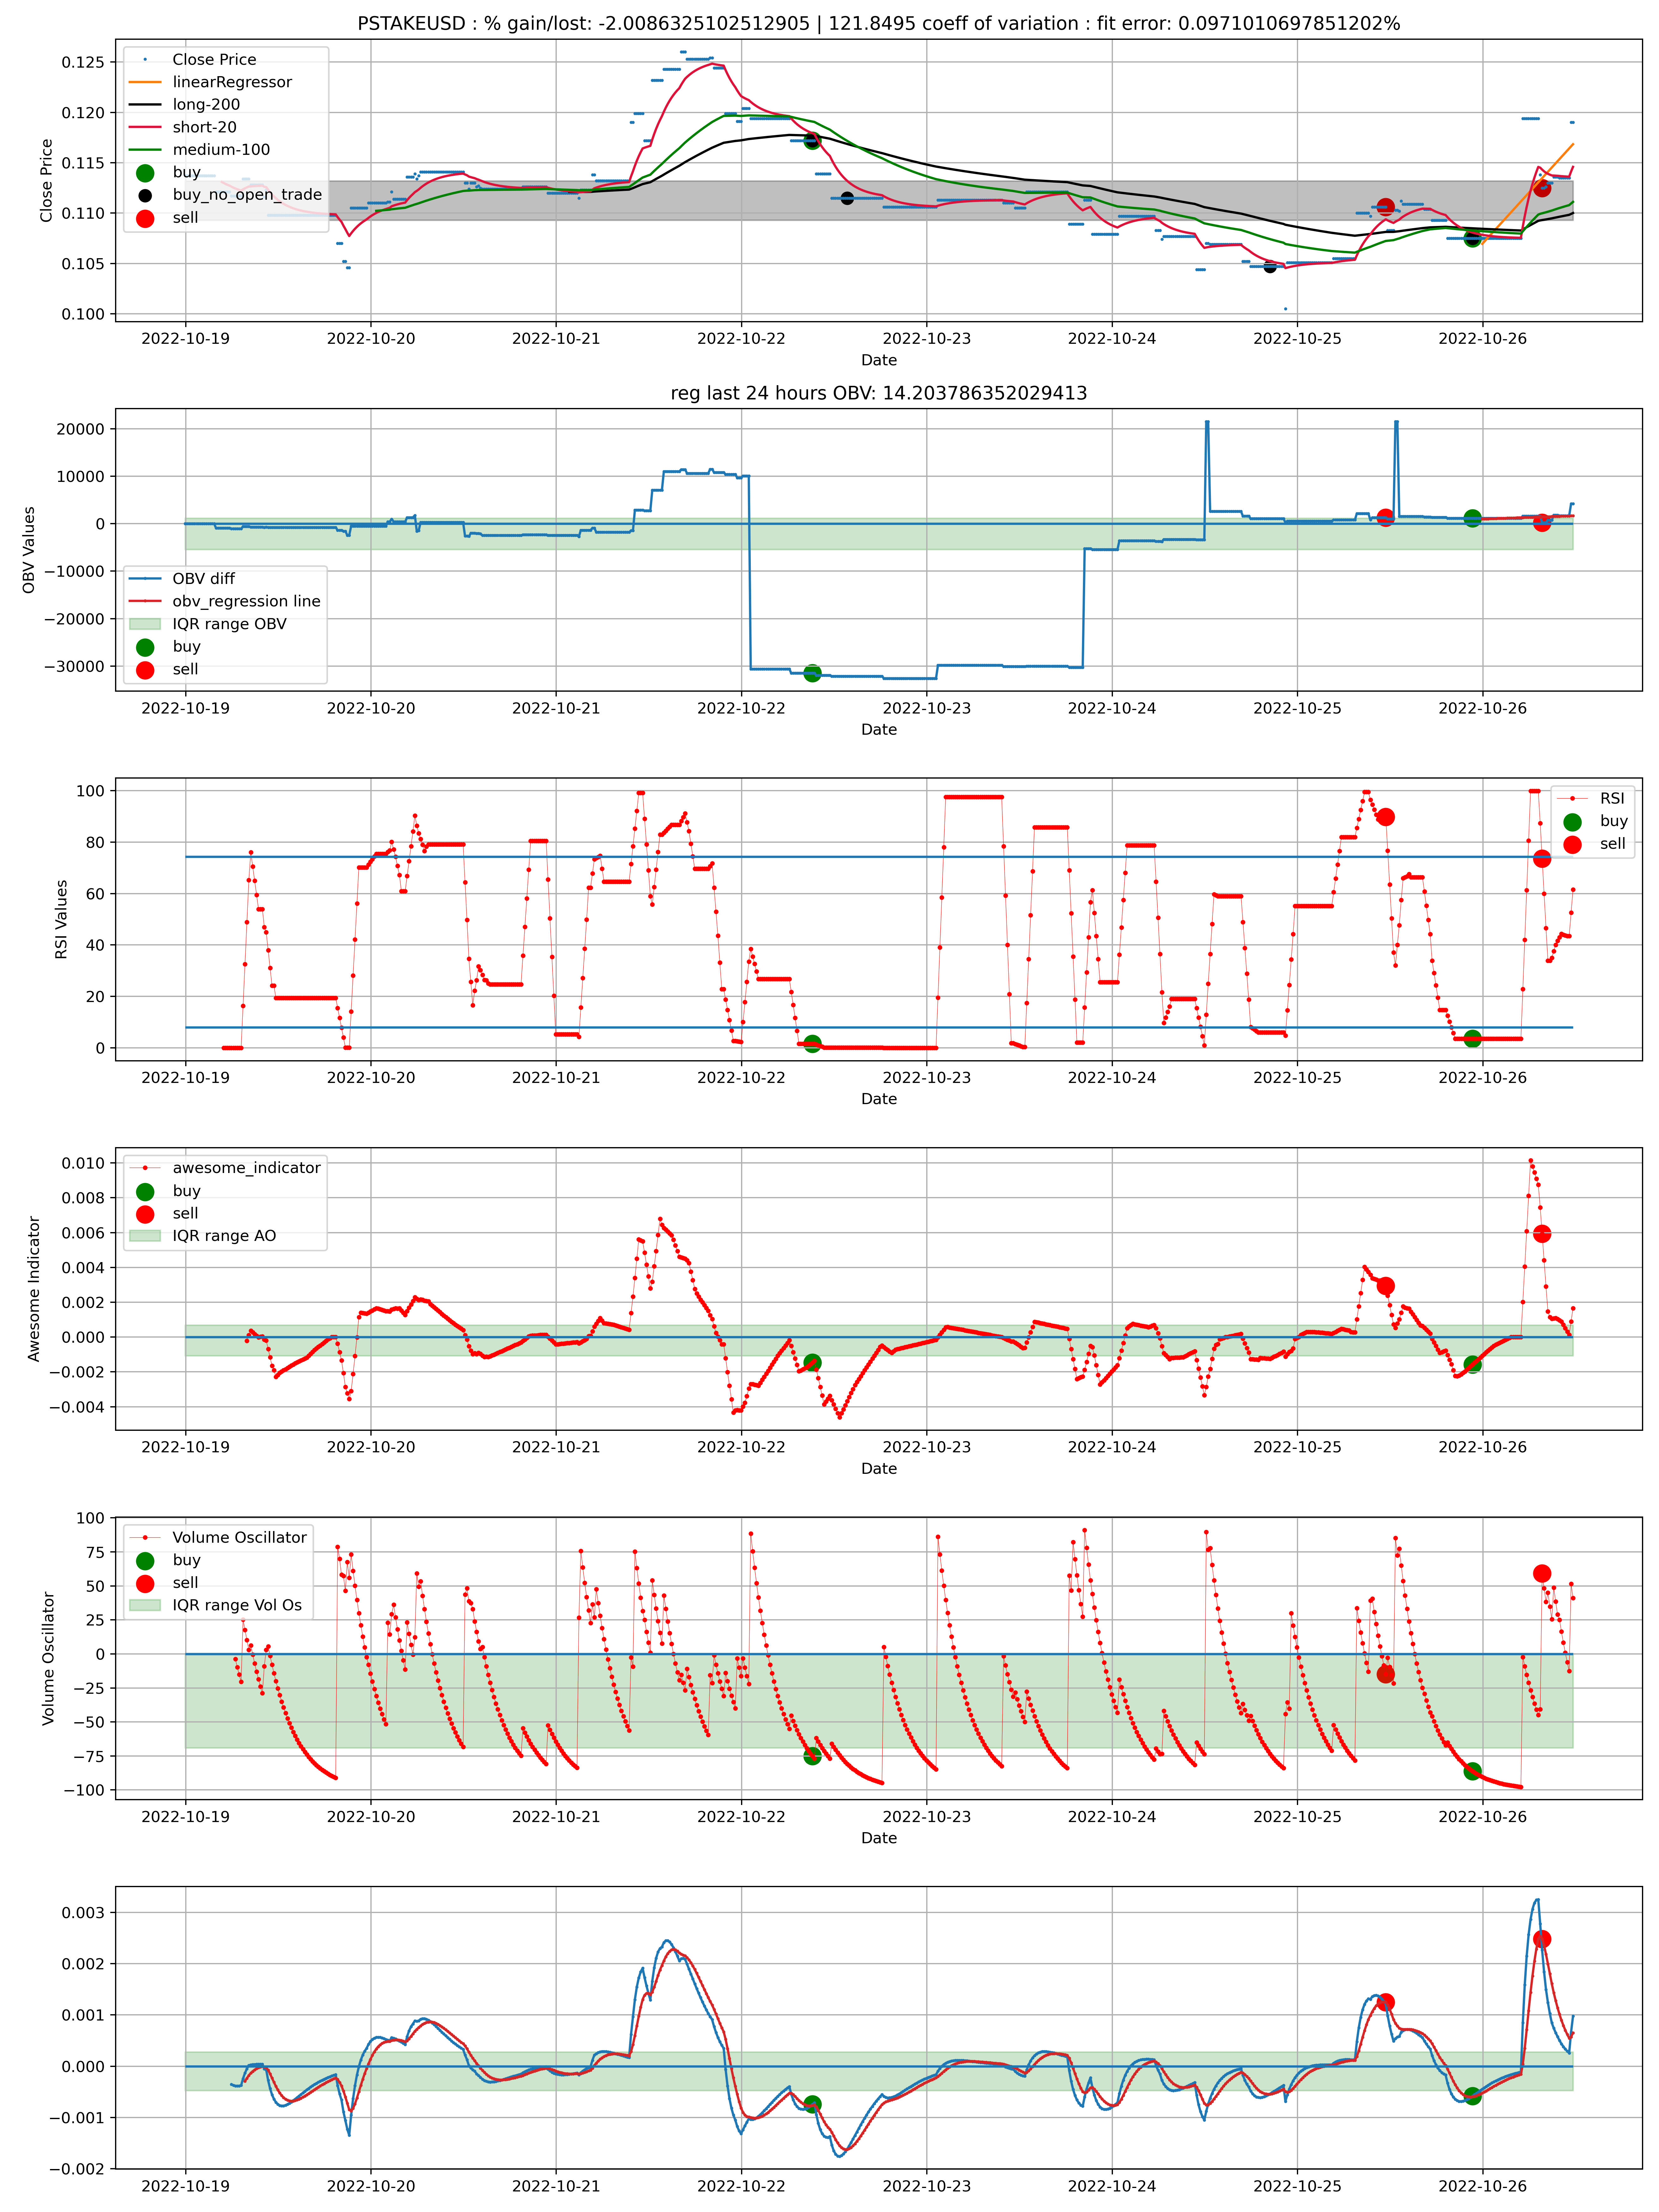 PSTAKEUSD : % gain/lost: -2.0086325102512905 | 121.8495 coeff of variation : fit error: 0.0971010697851202%
Close Price
0.125
0.120
0.115
0.110
0.105
0.100
Close Price
linearRegressor
long-200
short-20
medium-100
buy
buy_no_open_trade
sell
2022-10-19 2022-10-20 2022-10-21 2022-10-22 2022-10-23 2022-10-24 2022-10-25 2022-10-26
Date
reg last 24 hours OBV: 14.203786352029413
OBV Values
20000
10000
0
−10000
−20000
−30000
OBV diff
obv_regression line
IQR range OBV
buy
sell
2022-10-19 2022-10-20 2022-10-21 2022-10-22 2022-10-23 2022-10-24 2022-10-25 2022-10-26
Date
RSI Values
100
80
60
40
20
0
RSI
buy
sell
2022-10-19 2022-10-20 2022-10-21 2022-10-22 2022-10-23 2022-10-24 2022-10-25 2022-10-26
Date
Awesome Indicator
0.010
0.008
0.006
0.004
0.002
0.000
−0.002
−0.004
awesome_indicator
buy
sell
IQR range AO
2022-10-19 2022-10-20 2022-10-21 2022-10-22 2022-10-23 2022-10-24 2022-10-25 2022-10-26
Date
Volume Oscillator
100
75
50
25
0
−25
−50
−75
−100
Volume Oscillator
buy
sell
IQR range Vol Os
2022-10-19 2022-10-20 2022-10-21 2022-10-22 2022-10-23 2022-10-24 2022-10-25 2022-10-26
Date
0.003
0.002
0.001
0.000
−0.001
−0.002
2022-10-19 2022-10-20 2022-10-21 2022-10-22 2022-10-23 2022-10-24 2022-10-25 2022-10-26